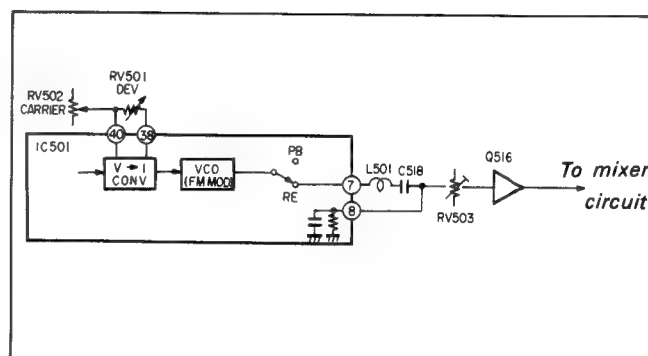 RV501
DEV
RV502
CARRIER
40
38
IC501
V → I
CONV
VCO
(FM MOD)
PB
RE
7
8
L501
C518
RV503
Q516
To mixer
circuit